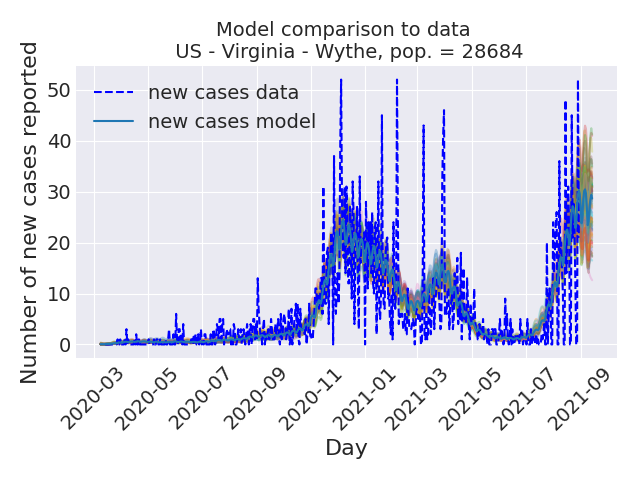 Model comparison to data
US - Virginia - Wythe, pop. = 28684
Number of new cases reported
50
40
30
20
10
0
new cases data
new cases model
2020-03
2020-05
2020-07
2020-09
2020-11
2021-01
2021-03
2021-05
2021-07
2021-09
Day